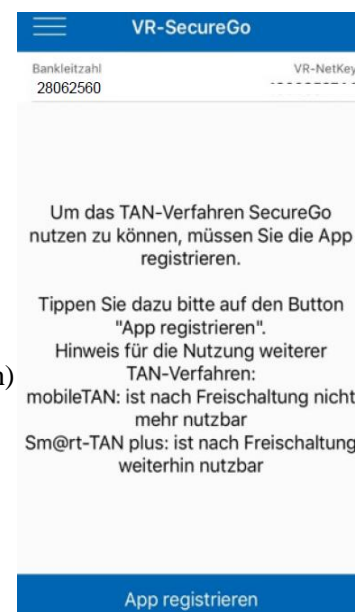 VR-SecureGo
Bankleitzahl VR-NetKey
28062560
Um das TAN-Verfahren SecureGo
nutzen zu können, müssen Sie die App
registrieren.
Tippen Sie dazu bitte auf den Button
"App registrieren".
Hinweis für die Nutzung weiterer
TAN-Verfahren:
mobileTAN: ist nach Freischaltung nicht
mehr nutzbar
Sm@rt-TAN plus: ist nach Freischaltung
weiterhin nutzbar
App registrieren